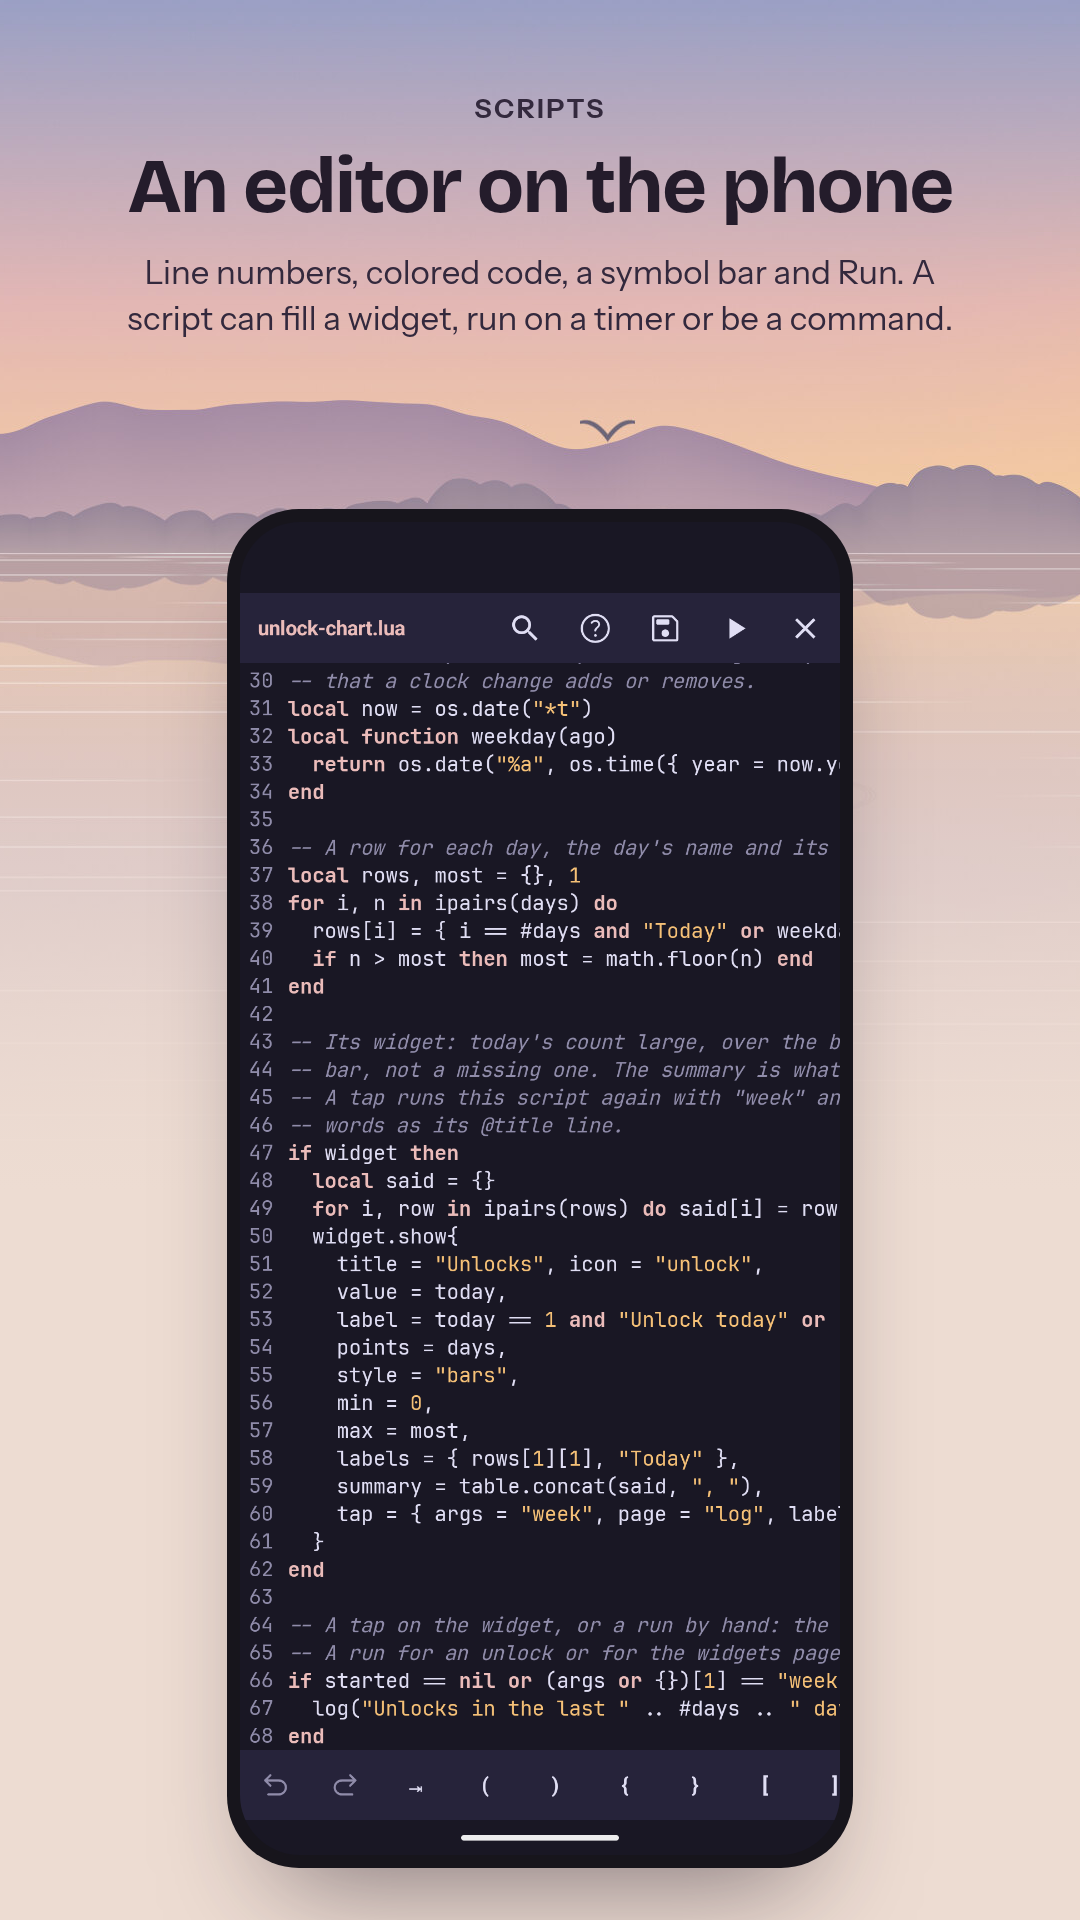 SCRIPTS
An editor on the phone
Line numbers, colored code, a symbol bar and Run. A
script can fill a widget, run on a timer or be a command.
unlock-chart.lua
30 -- that a clock change adds or removes.
31 local now = os.date("*t")
32 local function weekday(ago)
33   return os.date("%a", os.time({ year = now.y
34 end
35
36 -- A row for each day, the day's name and its
37 local rows, most = {}, 1
38 for i, n in ipairs(days) do
39   rows[i] = { i == #days and "Today" or weekd
40   if n > most then most = math.floor(n) end
41 end
42
43 -- Its widget: today's count large, over the b
44 -- bar, not a missing one. The summary is what
45 -- A tap runs this script again with "week" an
46 -- words as its @title line.
47 if widget then
48   local said = {}
49   for i, row in ipairs(rows) do said[i] = row
50   widget.show{
51     title = "Unlocks", icon = "unlock",
52     value = today,
53     label = today == 1 and "Unlock today" or
54     points = days,
55     style = "bars",
56     min = 0,
57     max = most,
58     labels = { rows[1][1], "Today" },
59     summary = table.concat(said, ", "),
60     tap = { args = "week", page = "log", label
61   }
62 end
63
64 -- A tap on the widget, or a run by hand: the
65 -- A run for an unlock or for the widgets page
66 if started == nil or (args or {})[1] == "week
67   log("Unlocks in the last " .. #days .. " da
68 end
⇥ ( ) { } [ ]